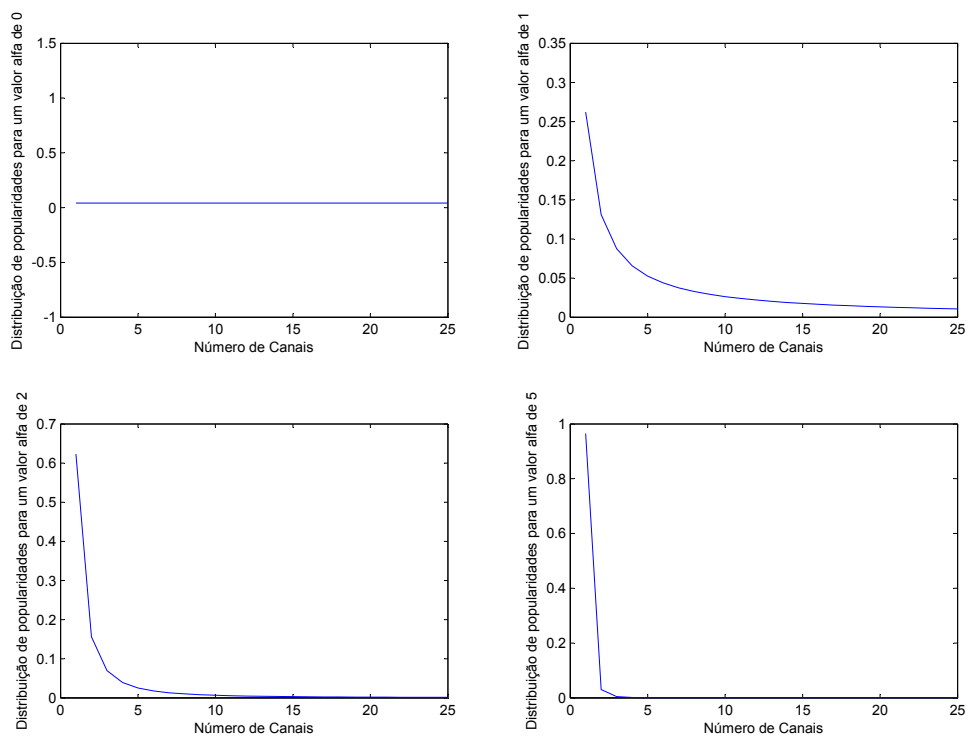 Distribuição de popularidades para um valor alfa de 0
1.5
1
0.5
0
-0.5
-1
0 5 10 15 20 25
Número de Canais
Distribuição de popularidades para um valor alfa de 1
0.35
0.3
0.25
0.2
0.15
0.1
0.05
0
0 5 10 15 20 25
Número de Canais
Distribuição de popularidades para um valor alfa de 2
0.7
0.6
0.5
0.4
0.3
0.2
0.1
0
0 5 10 15 20 25
Número de Canais
Distribuição de popularidades para um valor alfa de 5
1
0.8
0.6
0.4
0.2
0
0 5 10 15 20 25
Número de Canais